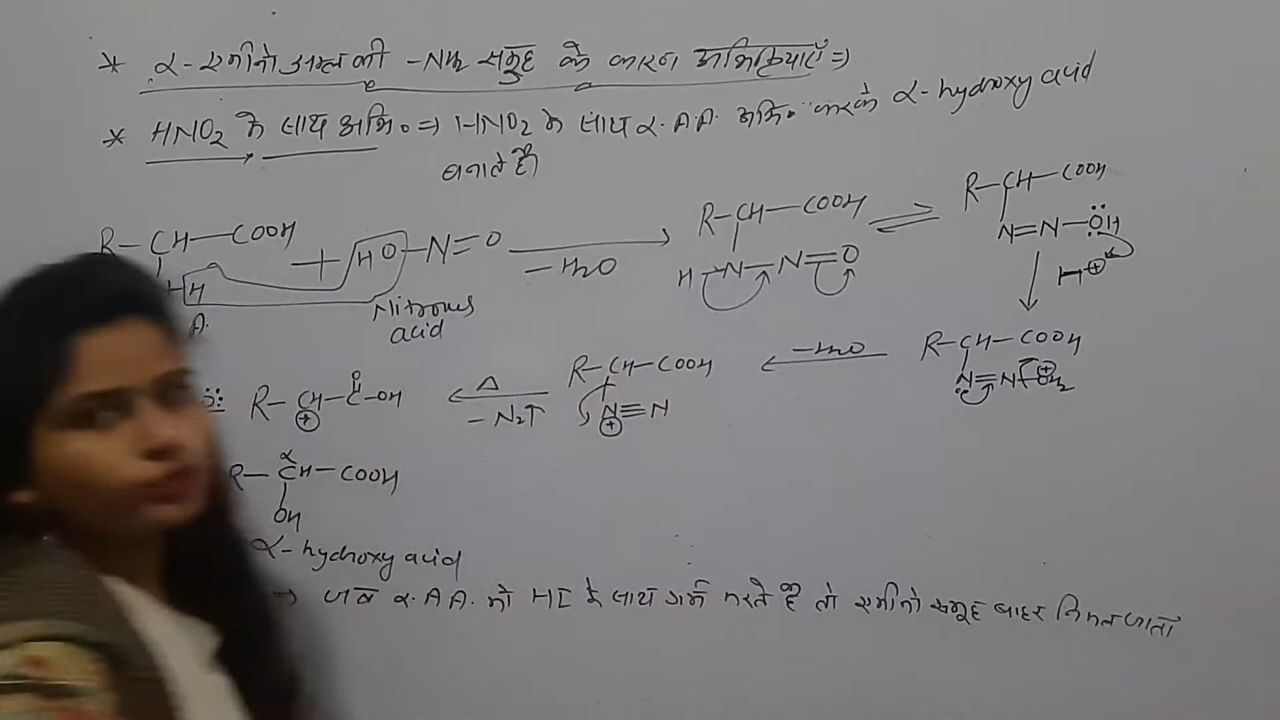 * α-एमीनो अम्ल की -NH2 समूह के कारण अभिक्रियाएँ ⇒
* HNO2 के साथ अभि० ⇒ HNO2 के साथ α.A.A. अभि० करके α-hydroxy acid
बनाते हैं
R-CH-COOH + HO-N=O → -H2O R-CH-COOH ⇌ R-CH-COOH
H-N-N=O N=N-ÖH
H⊕
Nitrous
acid
R-CH-C-OH ← Δ -N2↑ R-CH-COOH ← -H2O R-CH-COOH
O
⊕ N≡N ⊕ N=N-OH2 ⊕
R-CH-COOH
α
OH
α-hydroxy acid
→ जब α.A.A. को HI के साथ गर्म करते है तो एमीनो समूह बाहर निकल जाता